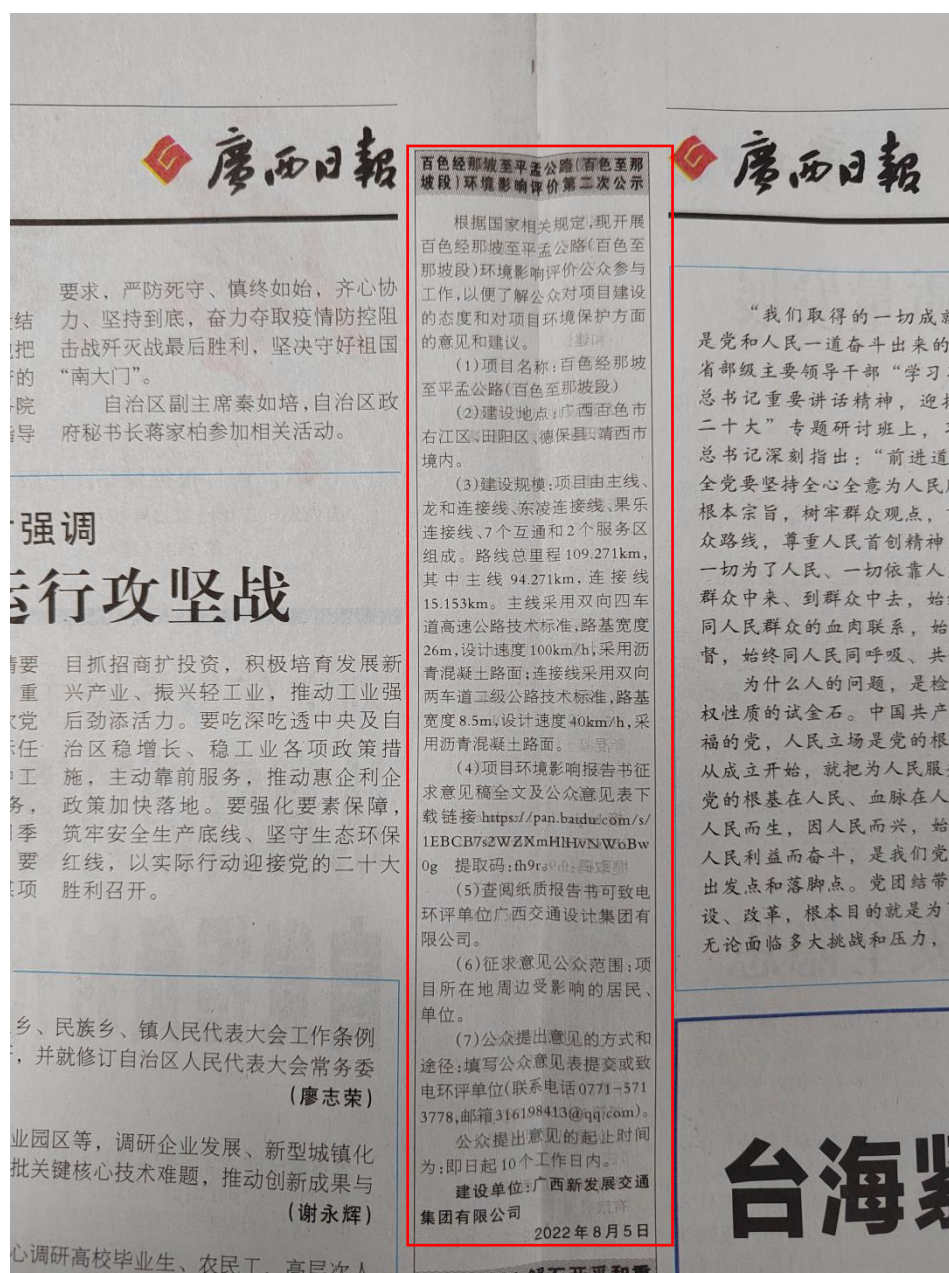 廣西日報
要求，严防死守、慎终如始，齐心协
结 力、坚持到底，奋力夺取疫情防控阻
把 击战歼灭战最后胜利，坚决守好祖国
的 “南大门”。
院 自治区副主席秦如培,自治区政
导 府秘书长蒋家柏参加相关活动。
强调
运行攻坚战
要 目抓招商扩投资，积极培育发展新
重 兴产业、振兴轻工业，推动工业强
党 后劲添活力。要吃深吃透中央及自
任 治区稳增长、稳工业各项政策措
工 施，主动靠前服务，推动惠企利企
务， 政策加快落地。要强化要素保障，
季 筑牢安全生产底线、坚守生态环保
要 红线，以实际行动迎接党的二十大
项 胜利召开。
乡、民族乡、镇人民代表大会工作条例
，并就修订自治区人民代表大会常务委
(廖志荣)
业园区等，调研企业发展、新型城镇化
批关键核心技术难题，推动创新成果与
(谢永辉)
心调研高校毕业生、农民工、高层次人
百色经那坡至平孟公路(百色至那
坡段)环境影响评价第二次公示
根据国家相关规定,现开展
百色经那坡至平孟公路(百色至
那坡段)环境影响评价公众参与
工作,以便了解公众对项目建设
的态度和对项目环境保护方面
的意见和建议。
(1)项目名称:百色经那坡
至平孟公路(百色至那坡段)
(2)建设地点:广西百色市
右江区、田阳区、德保县、靖西市
境内。
(3)建设规模:项目由主线、
龙和连接线、东凌连接线、果乐
连接线、7个互通和2个服务区
组成。路线总里程109.271km,
其中主线94.271km,连接线
15.153km。主线采用双向四车
道高速公路技术标准,路基宽度
26m,设计速度100km/h,采用沥
青混凝土路面;连接线采用双向
两车道二级公路技术标准,路基
宽度8.5m,设计速度40km/h,采
用沥青混凝土路面。
(4)项目环境影响报告书征
求意见稿全文及公众意见表下
载链接https://pan.baidu.com/s/
1EBCB7s2WZXmHlHvNiWoBw
0g 提取码:fh9r。
(5)查阅纸质报告书可致电
环评单位广西交通设计集团有
限公司。
(6)征求意见公众范围:项
目所在地周边受影响的居民、
单位。
(7)公众提出意见的方式和
途径:填写公众意见表提交或致
电环评单位(联系电话0771-571
3778,邮箱316198413@qq.com)。
公众提出意见的起止时间
为:即日起10个工作日内。
建设单位:广西新发展交通
集团有限公司
2022年8月5日
廣西日報
“我们取得的一切成就
是党和人民一道奋斗出来的
省部级主要领导干部“学习
总书记重要讲话精神，迎接
二十大”专题研讨班上，
总书记深刻指出：“前进道
全党要坚持全心全意为人民
根本宗旨，树牢群众观点，
众路线，尊重人民首创精神
一切为了人民、一切依靠人
群众中来、到群众中去，始
同人民群众的血肉联系，始
督，始终同人民同呼吸、共
为什么人的问题，是检
权性质的试金石。中国共产
福的党，人民立场是党的根
从成立开始，就把为人民服
党的根基在人民、血脉在人
人民而生，因人民而兴，始
人民利益而奋斗，是我们党
出发点和落脚点。党团结带
设、改革，根本目的就是为
无论面临多大挑战和压力，
台海紧